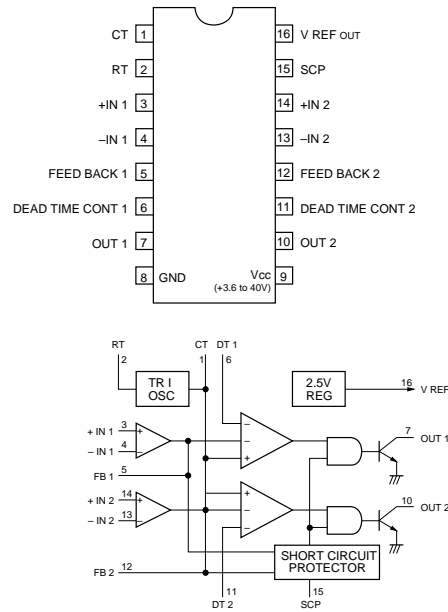 CT 1 16 V REF OUT
RT 2 15 SCP
+IN 1 3 14 +IN 2
–IN 1 4 13 –IN 2
FEED BACK 1 5 12 FEED BACK 2
DEAD TIME CONT 1 6 11 DEAD TIME CONT 2
OUT 1 7 10 OUT 2
8 GND Vcc 9
(+3.6 to 40V)
RT CT DT 1
2 1 6
TR I
OSC
2.5V
REG
16 V REF
+ IN 1 3 +
– IN 1 4 –
–
–
+
7 OUT 1
FB 1 5
+ IN 2 14 +
– IN 2 13 –
+
–
–
10 OUT 2
FB 2 12
SHORT CIRCUIT
PROTECTOR
11 15
DT 2 SCP